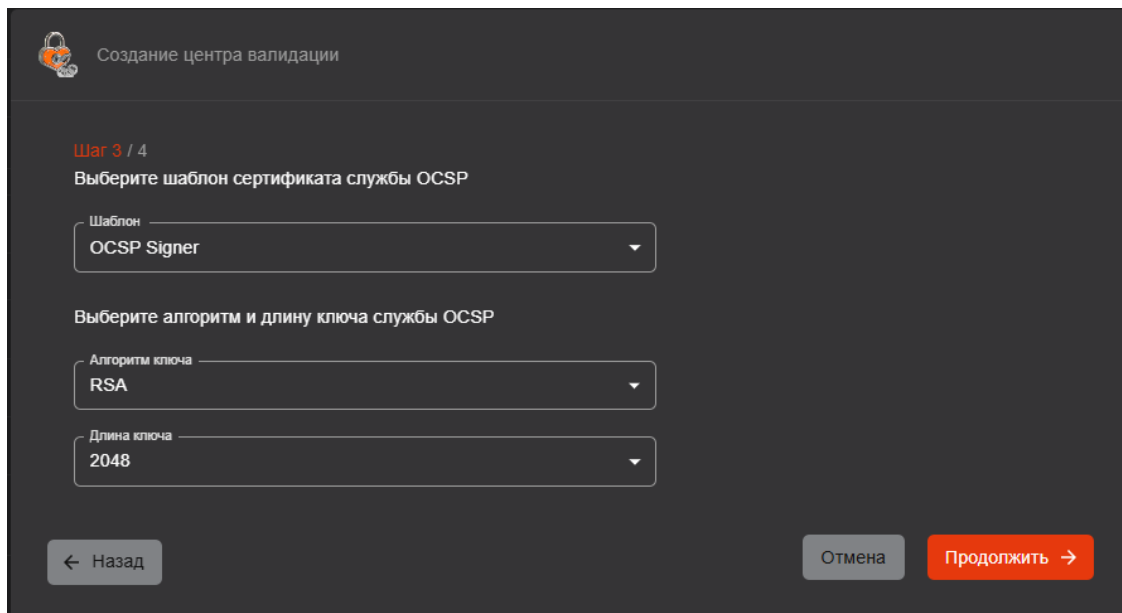 Создание центра валидации
Шаг 3 / 4
Выберите шаблон сертификата службы OCSP
Шаблон
OCSP Signer
Выберите алгоритм и длину ключа службы OCSP
Алгоритм ключа
RSA
Длина ключа
2048
← Назад
Отмена
Продолжить →